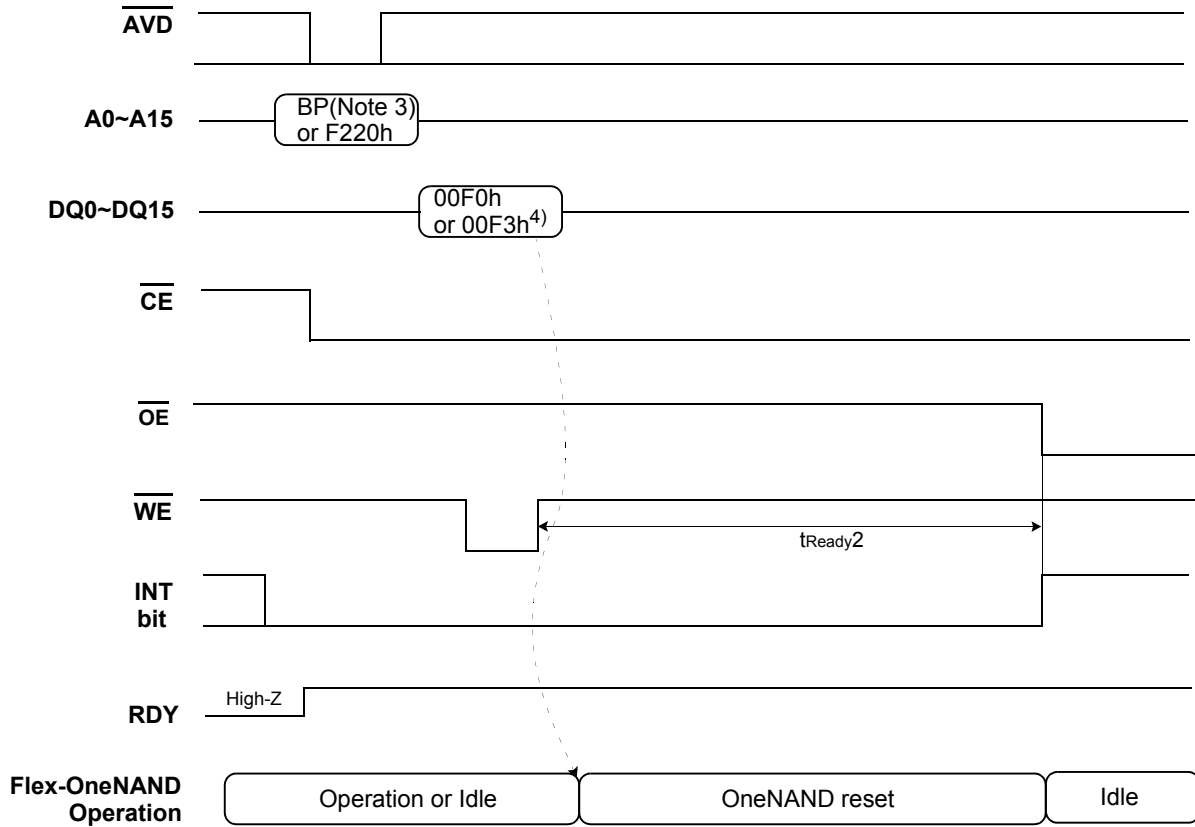 AVD
A0~A15
BP(Note 3)
or F220h
DQ0~DQ15
00F0h
or 00F3h4)
CE
OE
WE
tReady2
INT
bit
High-Z
RDY
Flex-OneNAND
Operation
Operation or Idle
OneNAND reset
Idle